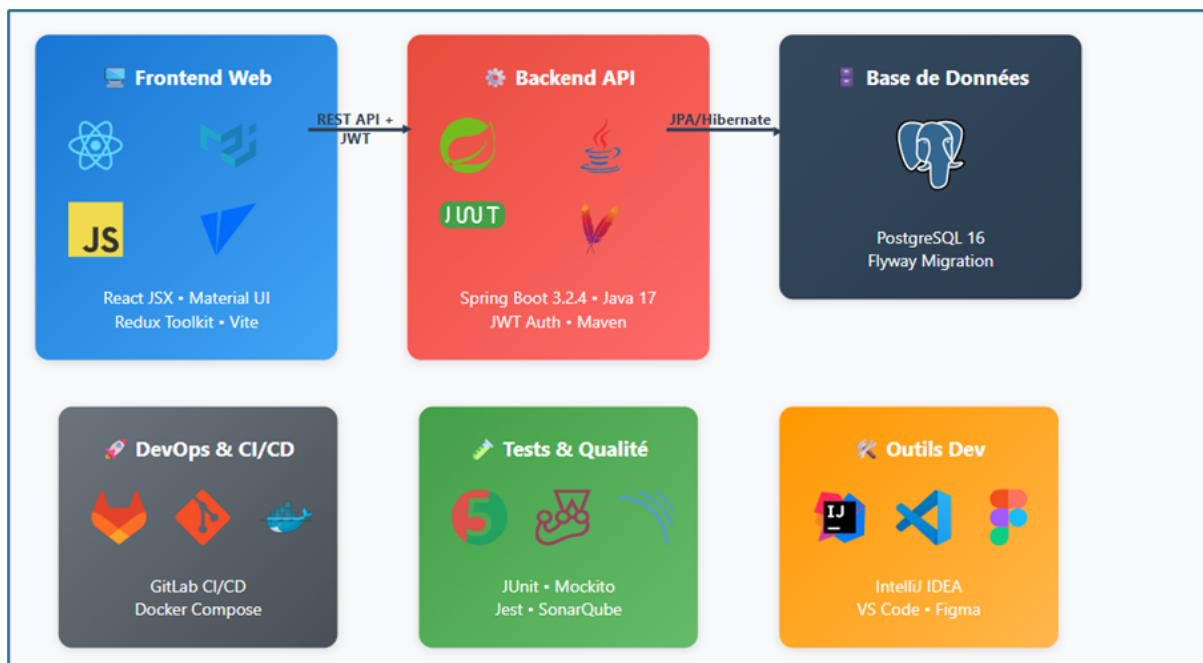 Frontend Web
REST API +
JWT
JS
React JSX • Material UI
Redux Toolkit • Vite
Backend API
JWT
Spring Boot 3.2.4 • Java 17
JWT Auth • Maven
JPA/Hibernate
Base de Données
PostgreSQL 16
Flyway Migration
DevOps & CI/CD
GitLab CI/CD
Docker Compose
Tests & Qualité
5
JUnit • Mockito
Jest • SonarQube
Outils Dev
IJ
IntelliJ IDEA
VS Code • Figma